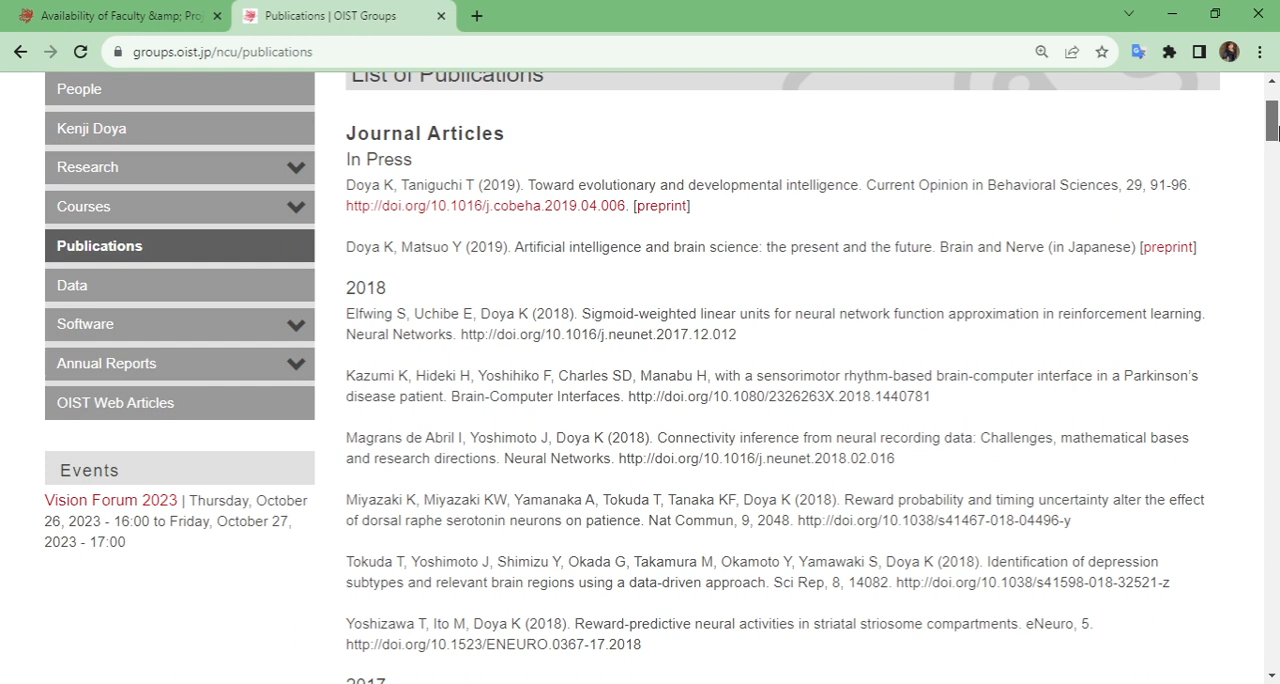 Availability of Faculty &amp; Proj
Publications | OIST Groups
groups.oist.jp/ncu/publications
People
Kenji Doya
Research
Courses
Publications
Data
Software
Annual Reports
OIST Web Articles
Events
Vision Forum 2023 | Thursday, October
26, 2023 - 16:00 to Friday, October 27,
2023 - 17:00
List of Publications
Journal Articles
In Press
Doya K, Taniguchi T (2019). Toward evolutionary and developmental intelligence. Current Opinion in Behavioral Sciences, 29, 91-96.
http://doi.org/10.1016/j.cobeha.2019.04.006. [preprint]
Doya K, Matsuo Y (2019). Artificial intelligence and brain science: the present and the future. Brain and Nerve (in Japanese) [preprint]
2018
Elfwing S, Uchibe E, Doya K (2018). Sigmoid-weighted linear units for neural network function approximation in reinforcement learning.
Neural Networks. http://doi.org/10.1016/j.neunet.2017.12.012
Kazumi K, Hideki H, Yoshihiko F, Charles SD, Manabu H, with a sensorimotor rhythm-based brain-computer interface in a Parkinson's
disease patient. Brain-Computer Interfaces. http://doi.org/10.1080/2326263X.2018.1440781
Magrans de Abril I, Yoshimoto J, Doya K (2018). Connectivity inference from neural recording data: Challenges, mathematical bases
and research directions. Neural Networks. http://doi.org/10.1016/j.neunet.2018.02.016
Miyazaki K, Miyazaki KW, Yamanaka A, Tokuda T, Tanaka KF, Doya K (2018). Reward probability and timing uncertainty alter the effect
of dorsal raphe serotonin neurons on patience. Nat Commun, 9, 2048. http://doi.org/10.1038/s41467-018-04496-y
Tokuda T, Yoshimoto J, Shimizu Y, Okada G, Takamura M, Okamoto Y, Yamawaki S, Doya K (2018). Identification of depression
subtypes and relevant brain regions using a data-driven approach. Sci Rep, 8, 14082. http://doi.org/10.1038/s41598-018-32521-z
Yoshizawa T, Ito M, Doya K (2018). Reward-predictive neural activities in striatal striosome compartments. eNeuro, 5.
http://doi.org/10.1523/ENEURO.0367-17.2018
2017